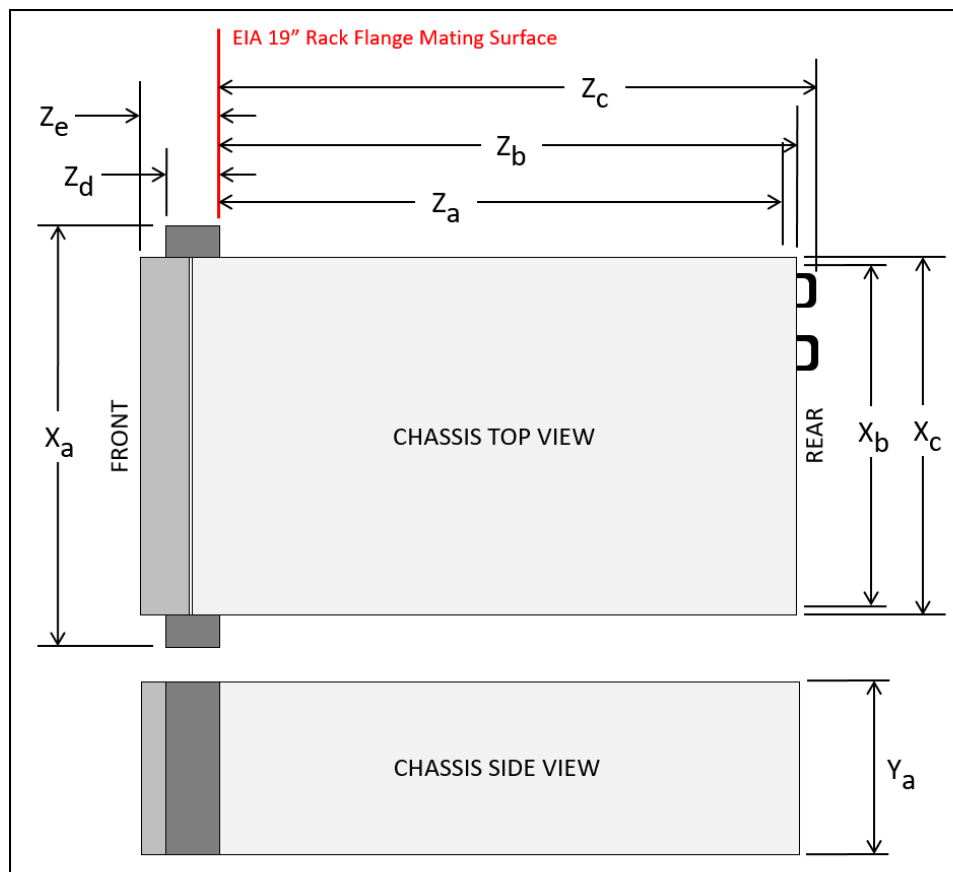 EIA 19” Rack Flange Mating Surface
Zc
Ze
Zb
Zd
Za
FRONT
Xa
CHASSIS TOP VIEW
REAR
Xb
Xc
CHASSIS SIDE VIEW
Ya